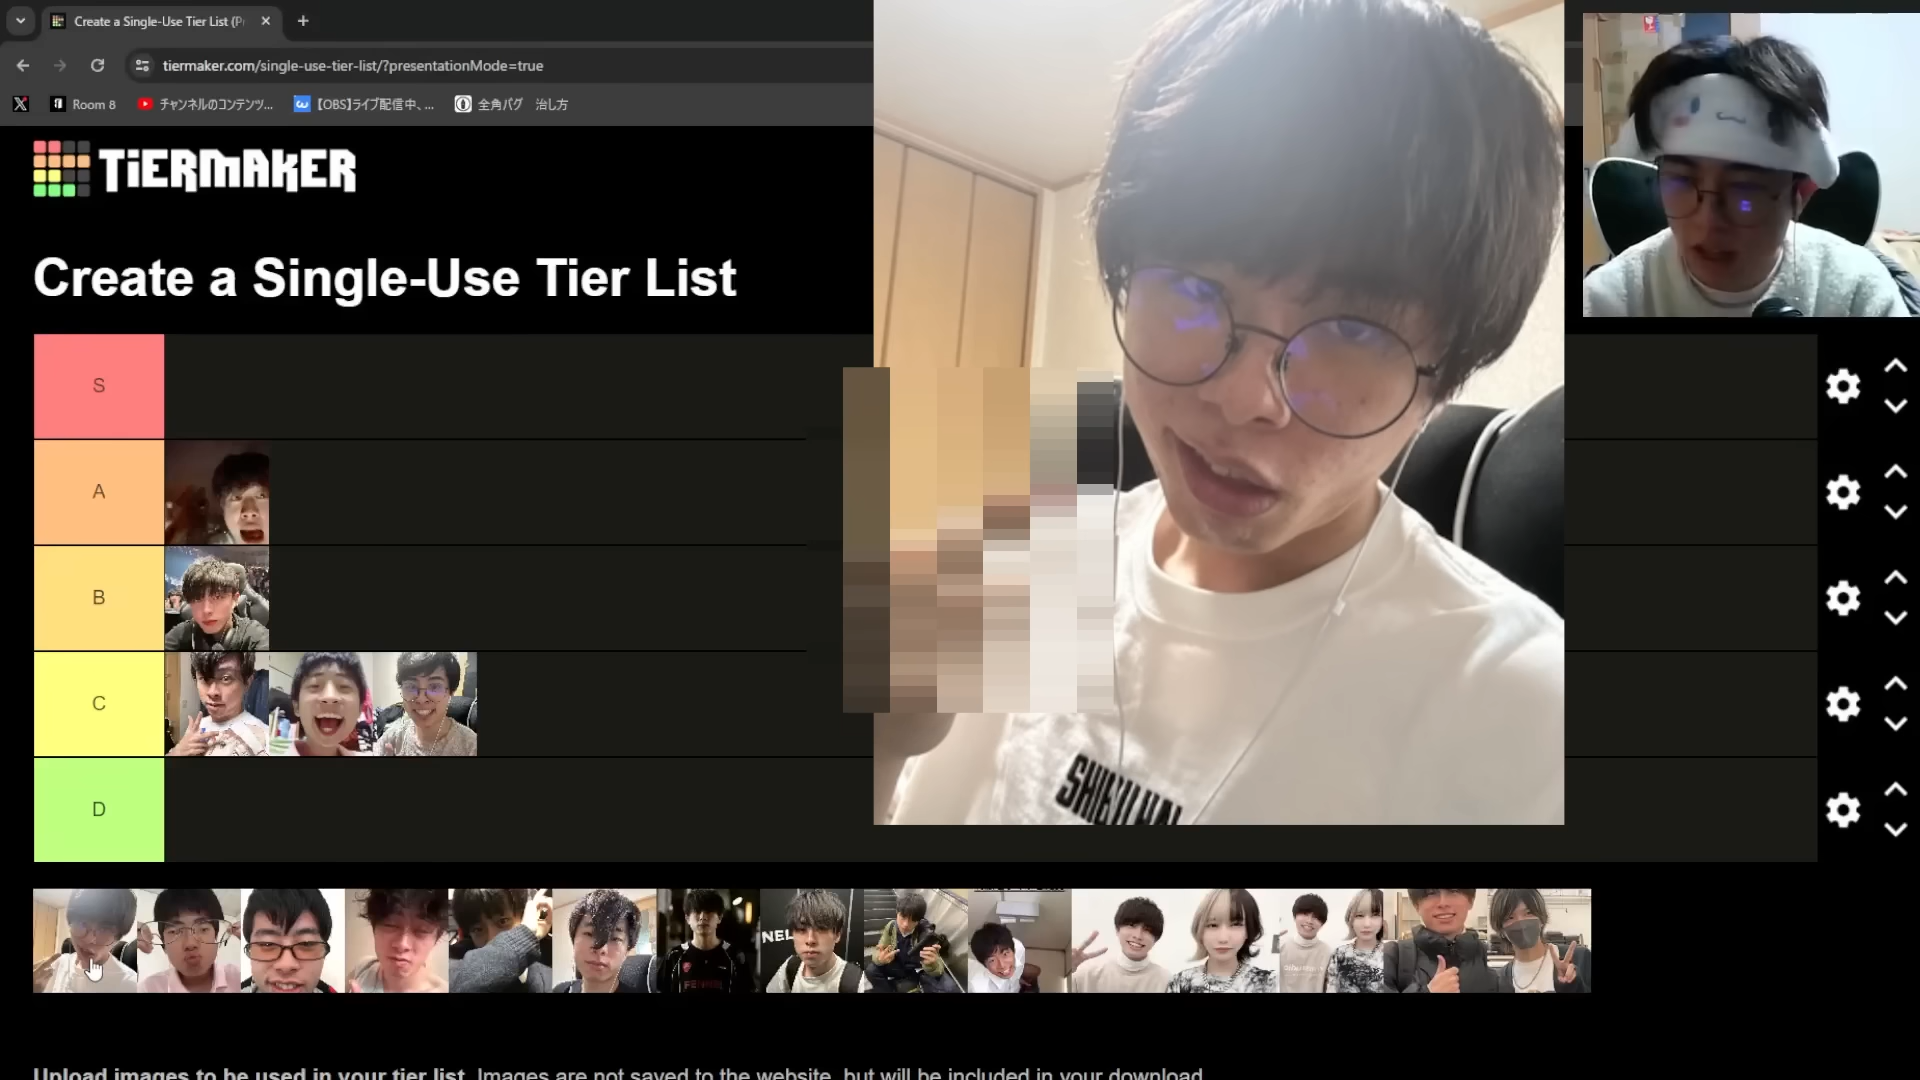 Create a Single-Use Tier List (Pr
tiermaker.com/single-use-tier-list/?presentationMode=true
Room 8
チャンネルのコンテンツ...
【OBS】ライブ配信中、...
全角バグ 治し方
TiERMAKER
Create a Single-Use Tier List
S
A
B
C
D
NEL
Upload images to be used in your tier list. Images are not saved to the website, but will be included in your download.